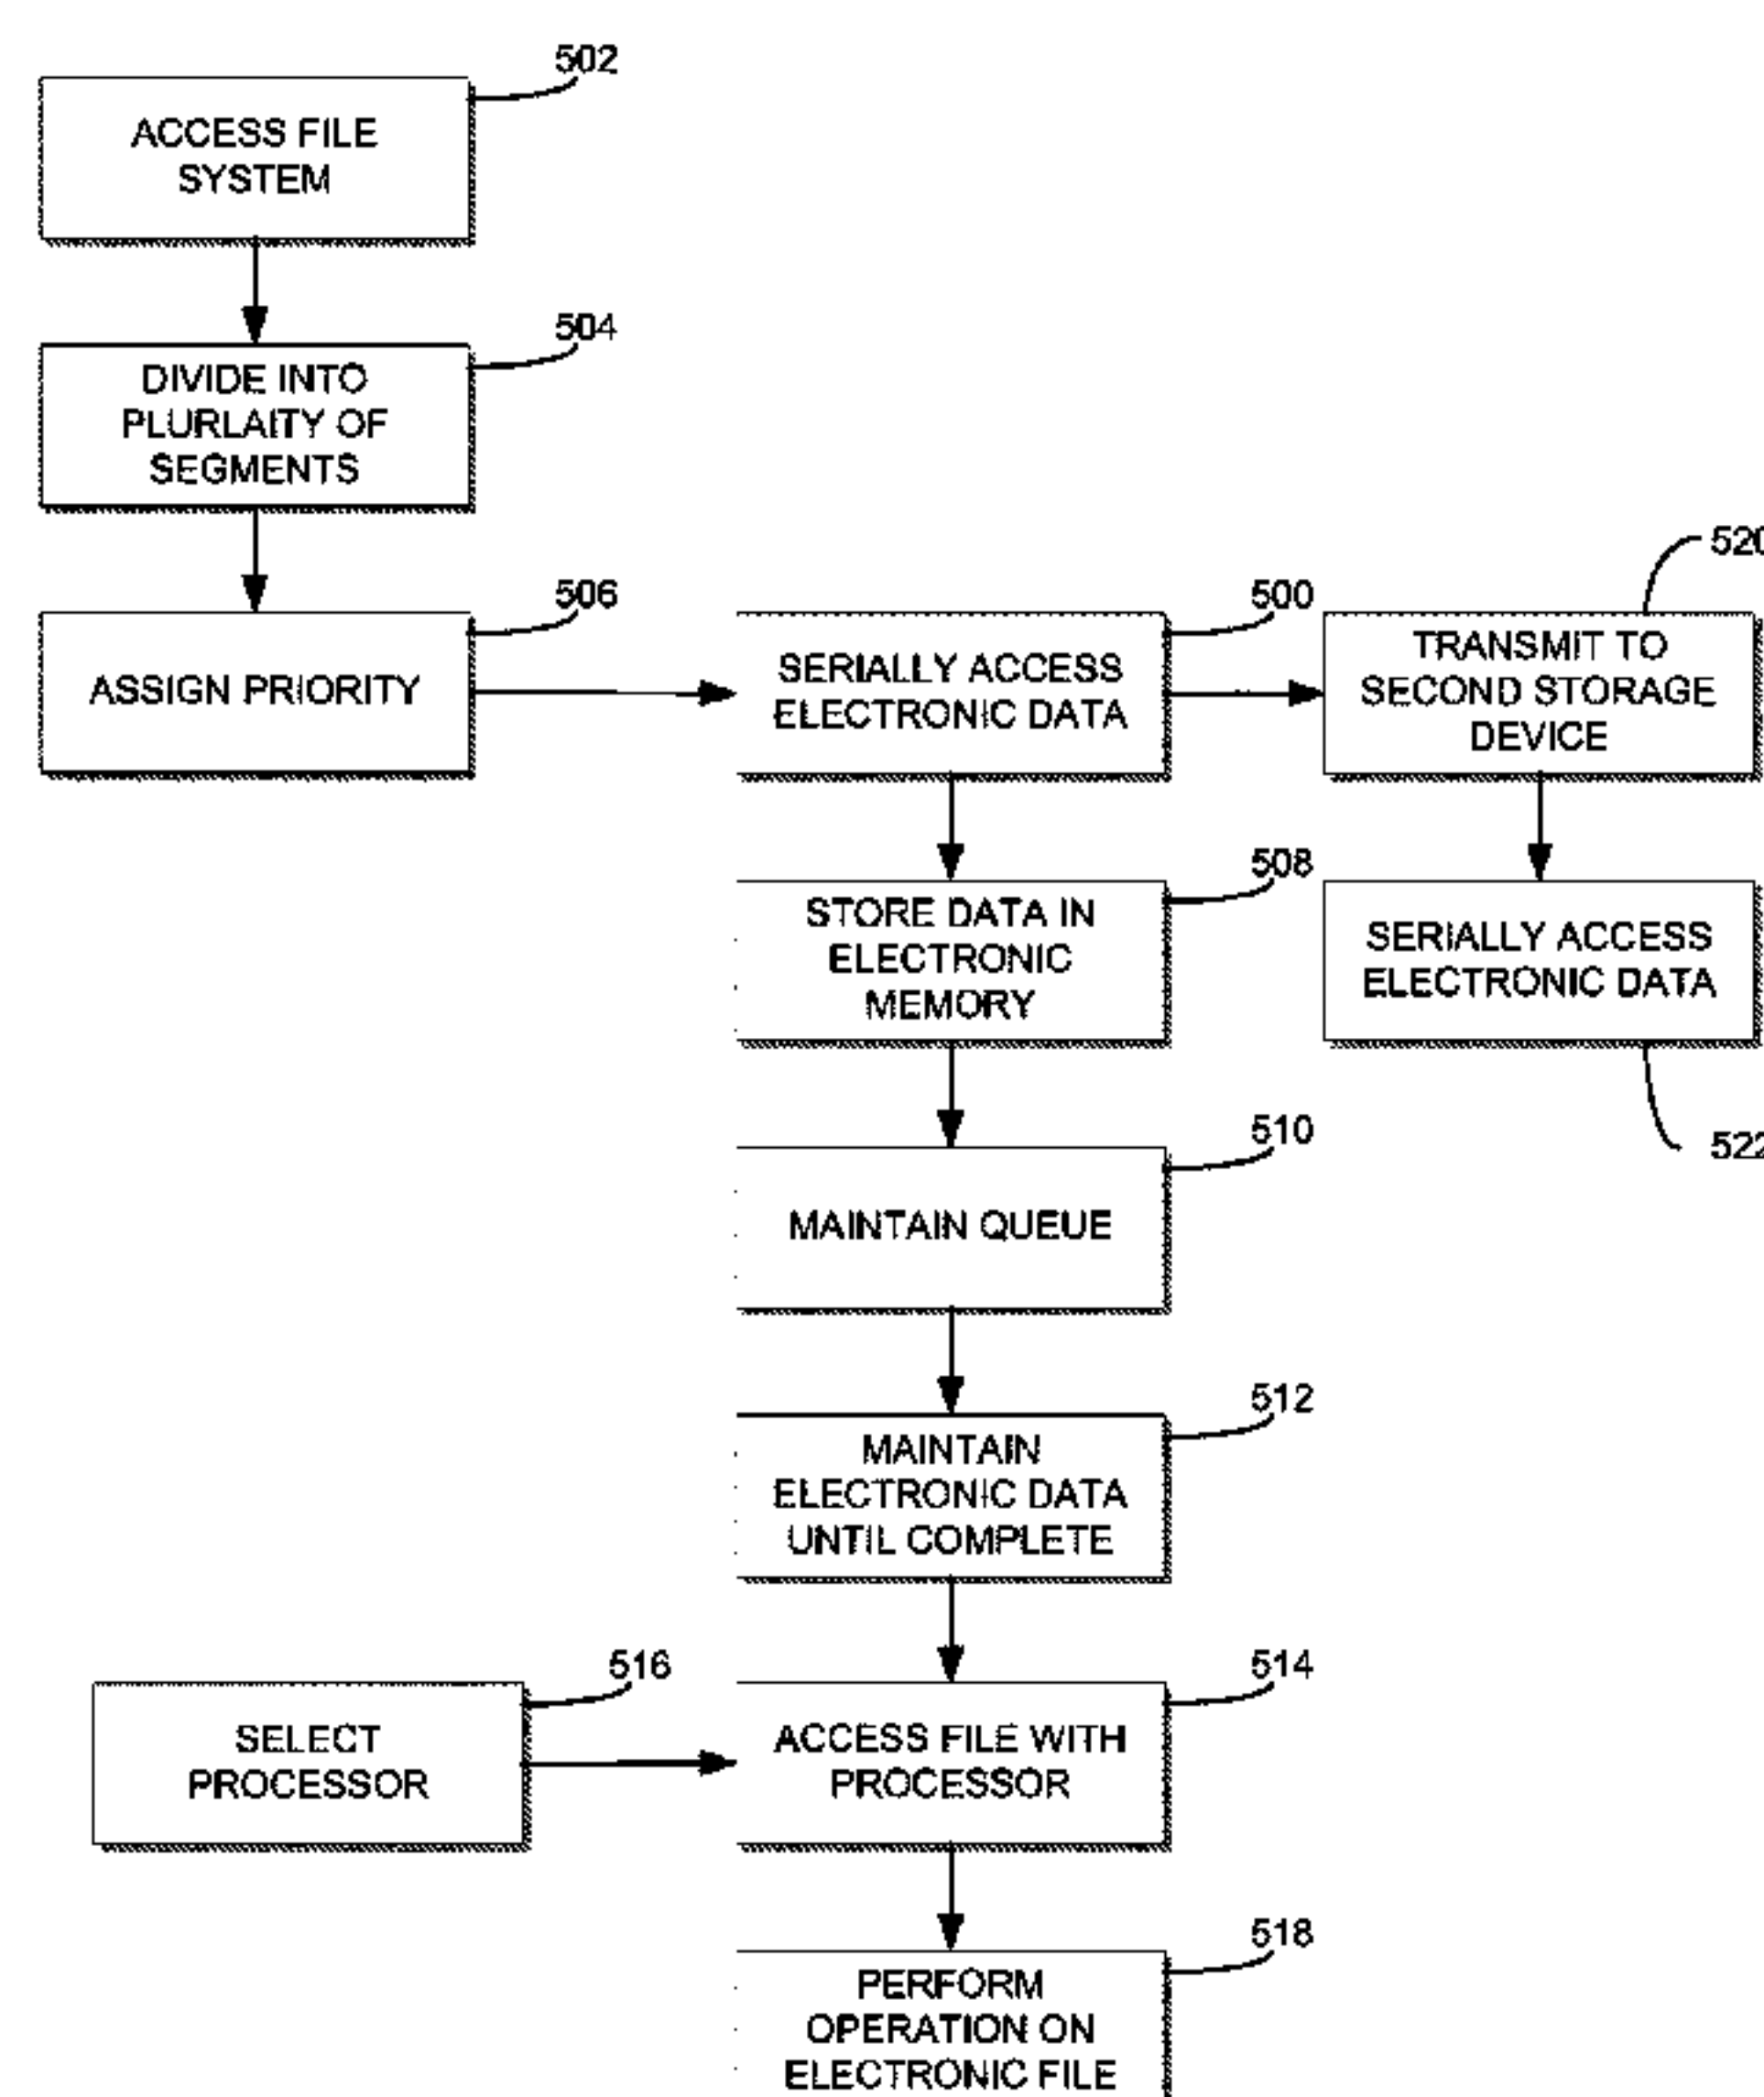 502
ACCESS FILE
SYSTEM
504
DIVIDE INTO
PLURLAITY OF
SEGMENTS
506
ASSIGN PRIORITY
500
SERIALLY ACCESS
ELECTRONIC DATA
520
TRANSMIT TO
SECOND STORAGE
DEVICE
508
STORE DATA IN
ELECTRONIC
MEMORY
SERIALLY ACCESS
ELECTRONIC DATA
522
510
MAINTAIN QUEUE
512
MAINTAIN
ELECTRONIC DATA
UNTIL COMPLETE
516
SELECT
PROCESSOR
514
ACCESS FILE WITH
PROCESSOR
518
PERFORM
OPERATION ON
ELECTRONIC FILE